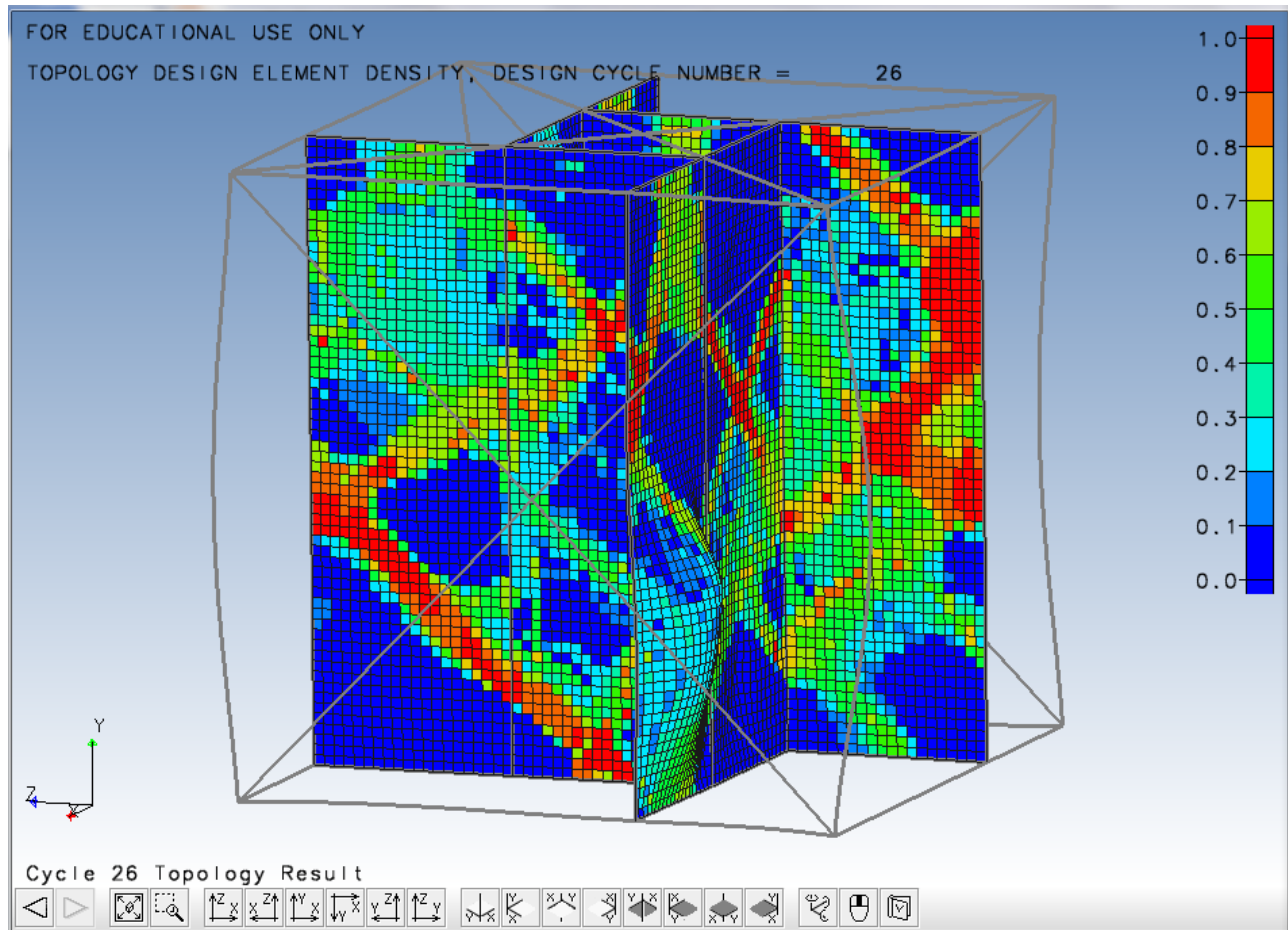 FOR EDUCATIONAL USE ONLY
TOPOLOGY DESIGN ELEMENT DENSITY, DESIGN CYCLE NUMBER = 26
1.0
0.9
0.8
0.7
0.6
0.5
0.4
0.3
0.2
0.1
0.0
Y
Z
X
Cycle 26 Topology Result